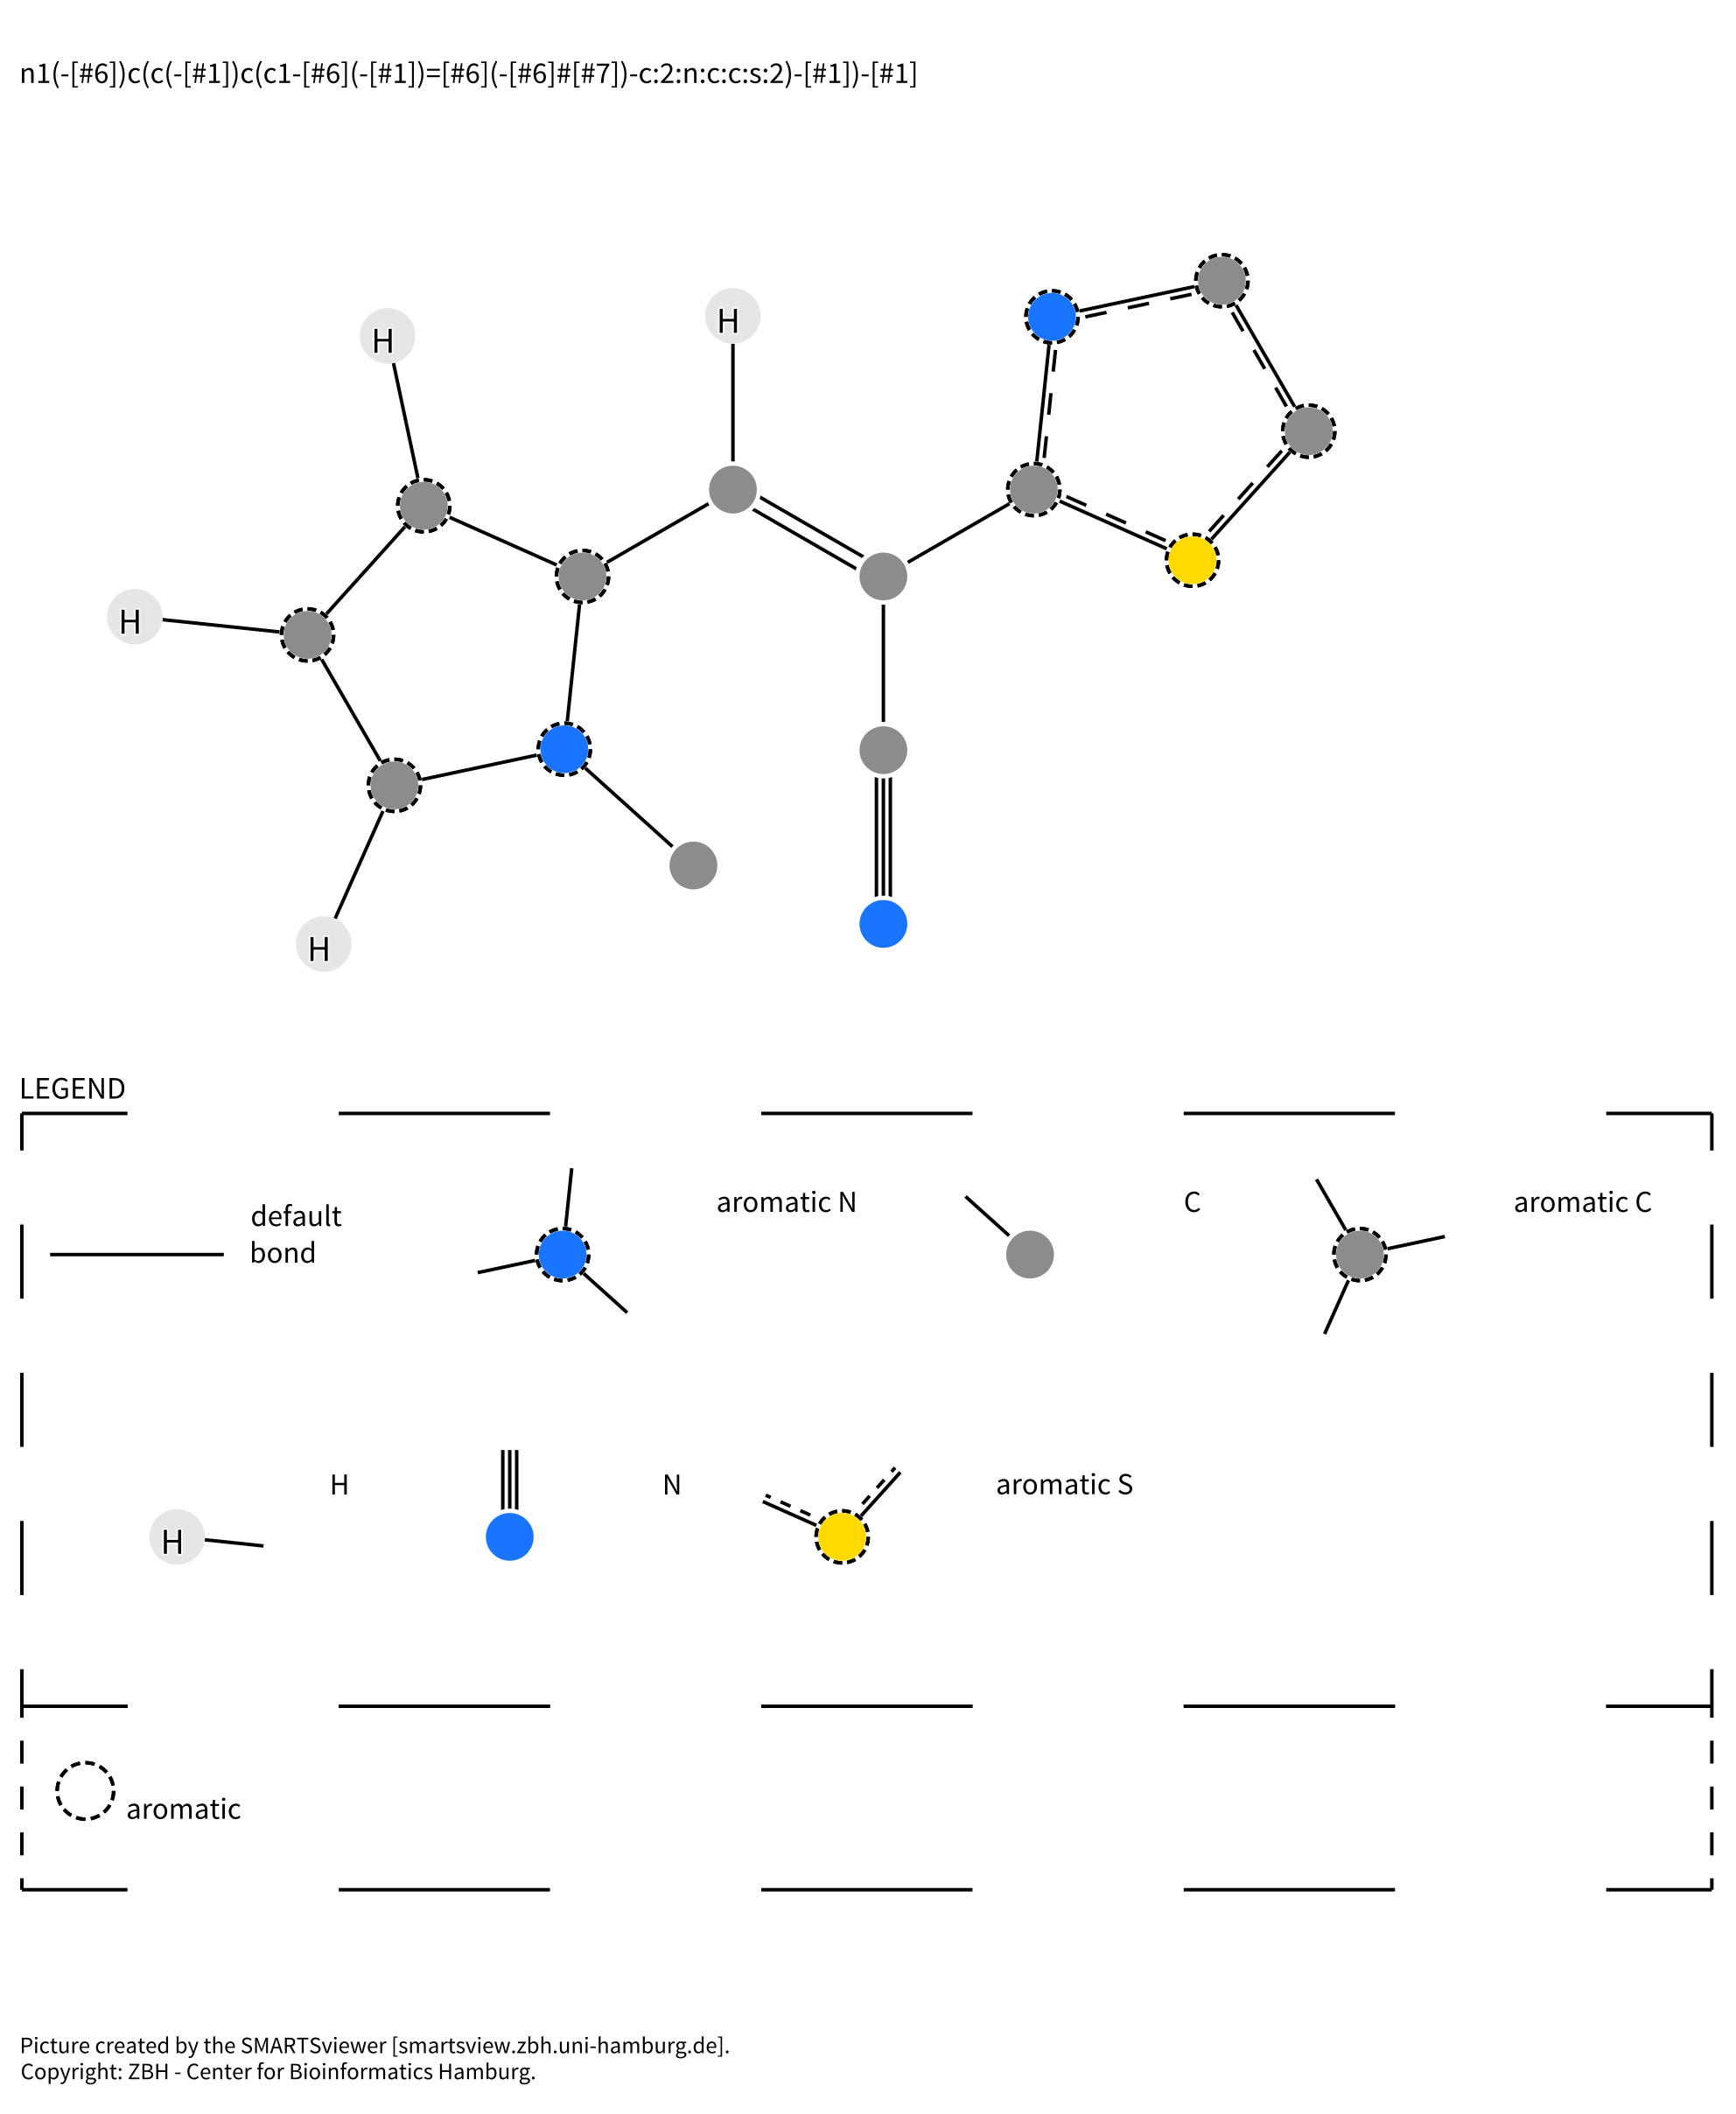 n1(-[#6])c(c(-[#1])c(c1-[#6](-[#1])=[#6](-[#6]#[#7])-c:2:n:c:c:s:2)-[#1])-[#1]
H
H
H
H
LEGEND
default
bond
aromatic N
C
aromatic C
H
H
N
aromatic S
aromatic
Picture created by the SMARTSviewer [smartsview.zbh.uni-hamburg.de].
Copyright: ZBH - Center for Bioinformatics Hamburg.